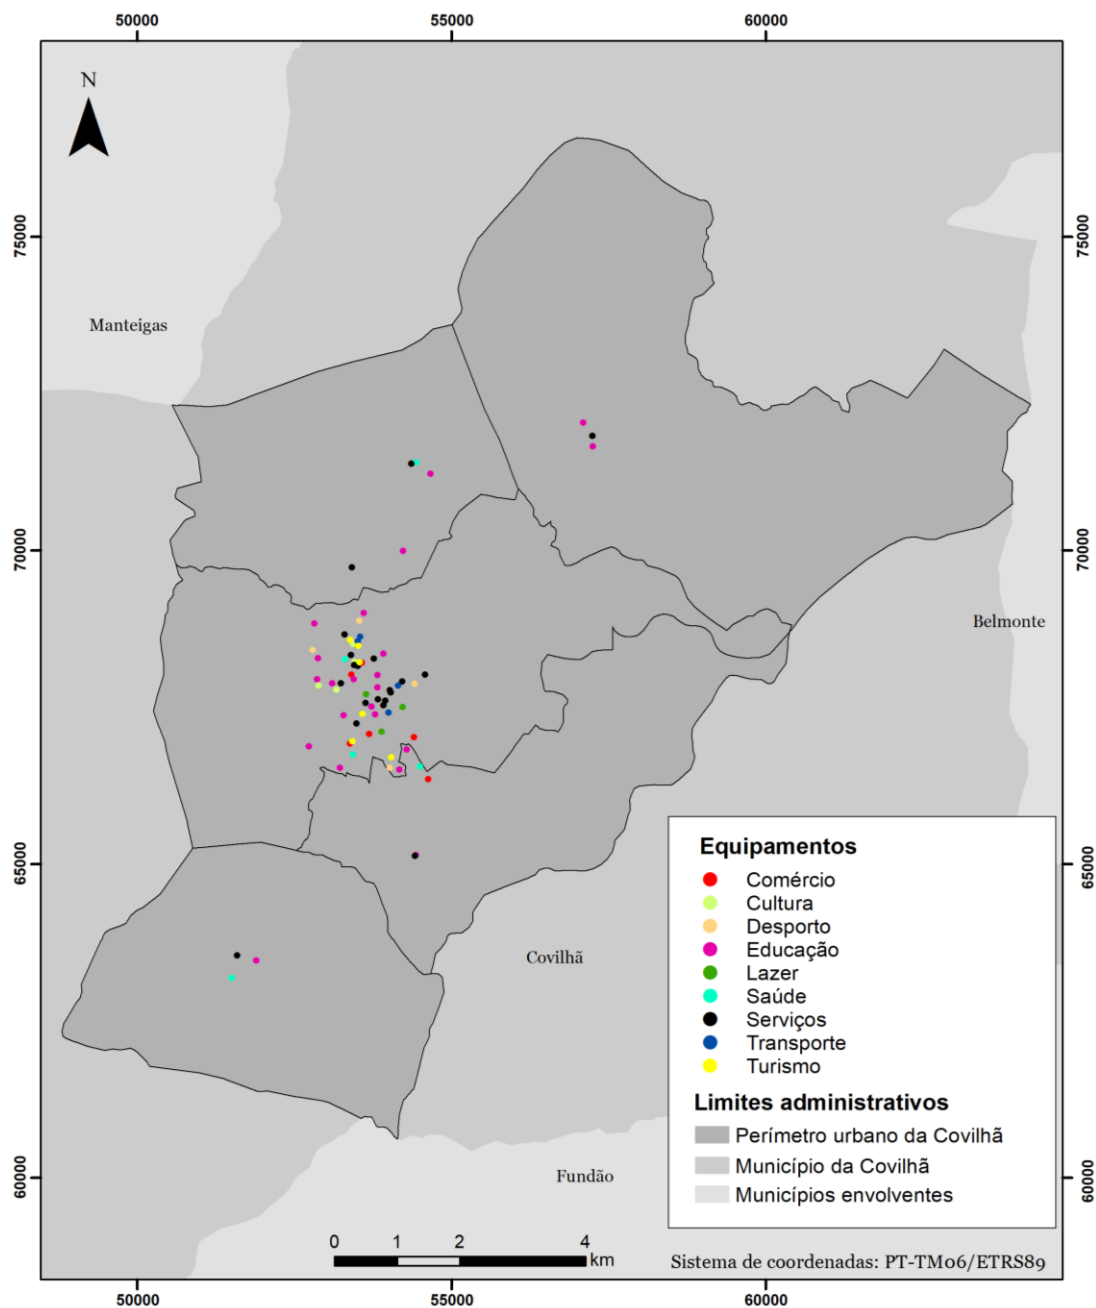 50000 55000 60000
N
75000 75000
Manteigas
70000 70000
Belmonte
65000 65000
Equipamentos
Comércio
Cultura
Desporto
Educação
Lazer
Saúde
Serviços
Transporte
Turismo
Covilhã
Limites administrativos
Perímetro urbano da Covilhã
Município da Covilhã
Municípios envolventes
60000 60000
Fundão
0 1 2 4
km
Sistema de coordenadas: PT-TM06/ETRS89
50000 55000 60000